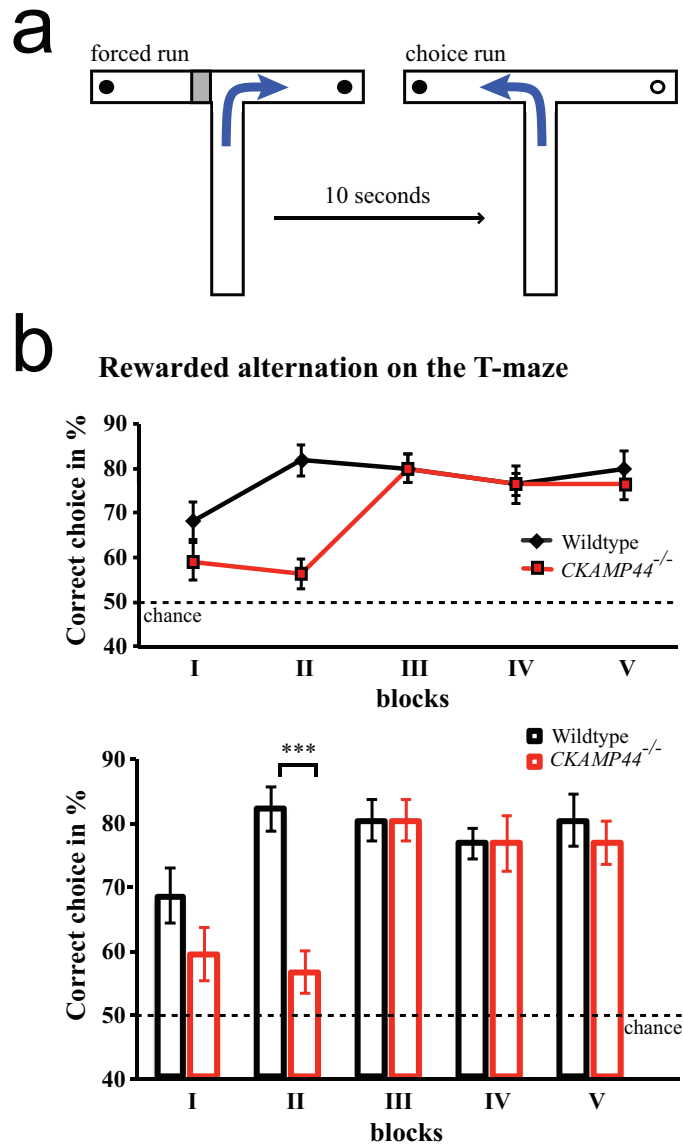 a
forced run
choice run
10 seconds
b
Rewarded alternation on the T-maze
Correct choice in %
90
80
70
60
50
40
chance
Wildtype
CKAMP44-/-
I II III IV V
blocks
Correct choice in %
90
80
70
60
50
40
***
Wildtype
CKAMP44-/-
chance
I II III IV V
blocks